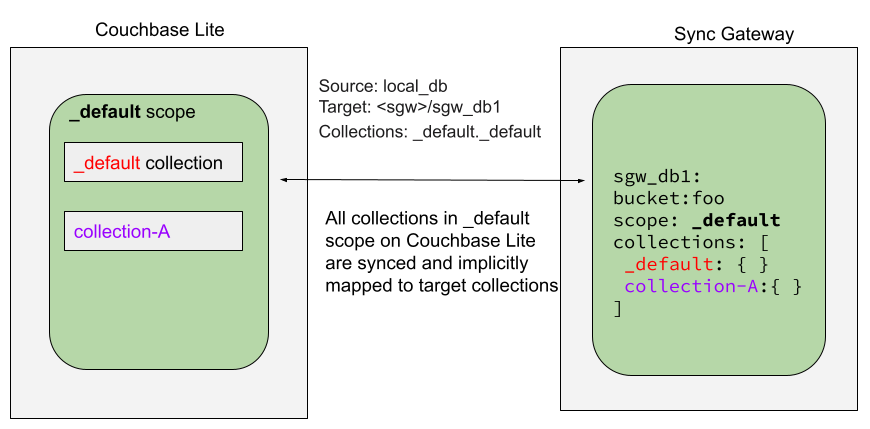 Couchbase Lite
Sync Gateway
_default scope
_default collection
collection-A
Source: local_db
Target: <sgw>/sgw_db1
Collections: _default._default
All collections in _default
scope on Couchbase Lite
are synced and implicitly
mapped to target collections
sgw_db1:
bucket:foo
scope: _default
collections: [
_default: { }
collection-A:{ }
]